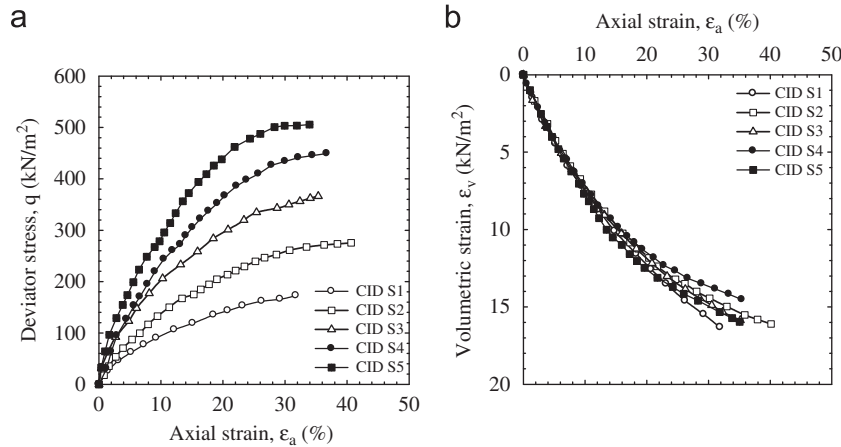 a
Deviator stress, q (kN/m²)
600
500
400
300
200
100
0
0 10 20 30 40 50
Axial strain, εa (%)
CID S1
CID S2
CID S3
CID S4
CID S5
b
Axial strain, εa (%)
0 10 20 30 40 50
Volumetric strain, εv (kN/m²)
0
5
10
15
20
CID S1
CID S2
CID S3
CID S4
CID S5